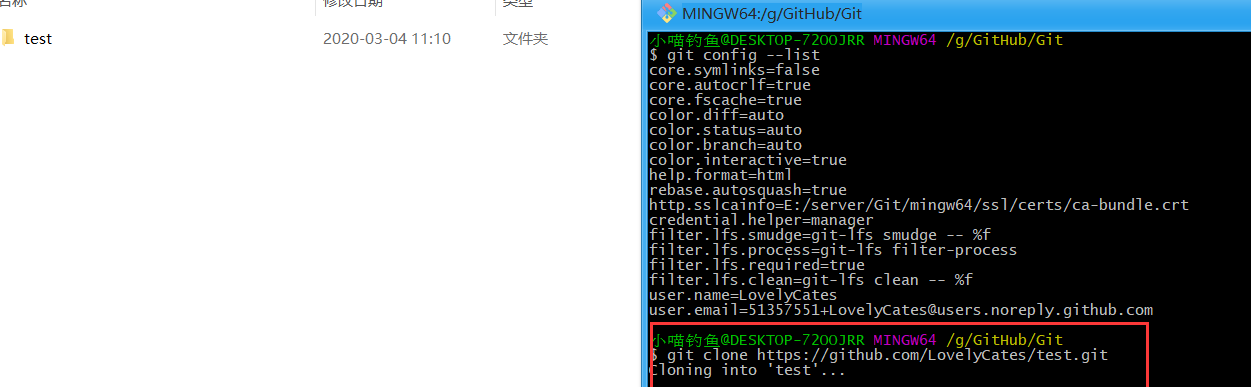 名称 修改日期 类型
test 2020-03-04 11:10 文件夹
MINGW64:/g/GitHub/Git
小喵钓鱼@DESKTOP-72OOJRR MINGW64 /g/GitHub/Git
$ git config --list
core.symlinks=false
core.autocrlf=true
core.fscache=true
color.diff=auto
color.status=auto
color.branch=auto
color.interactive=true
help.format=html
rebase.autosquash=true
http.sslcainfo=E:/server/Git/mingw64/ssl/certs/ca-bundle.crt
credential.helper=manager
filter.lfs.smudge=git-lfs smudge -- %f
filter.lfs.process=git-lfs filter-process
filter.lfs.required=true
filter.lfs.clean=git-lfs clean -- %f
user.name=LovelyCates
user.email=51357551+LovelyCates@users.noreply.github.com
小喵钓鱼@DESKTOP-72OOJRR MINGW64 /g/GitHub/Git
$ git clone https://github.com/LovelyCates/test.git
Cloning into 'test'...